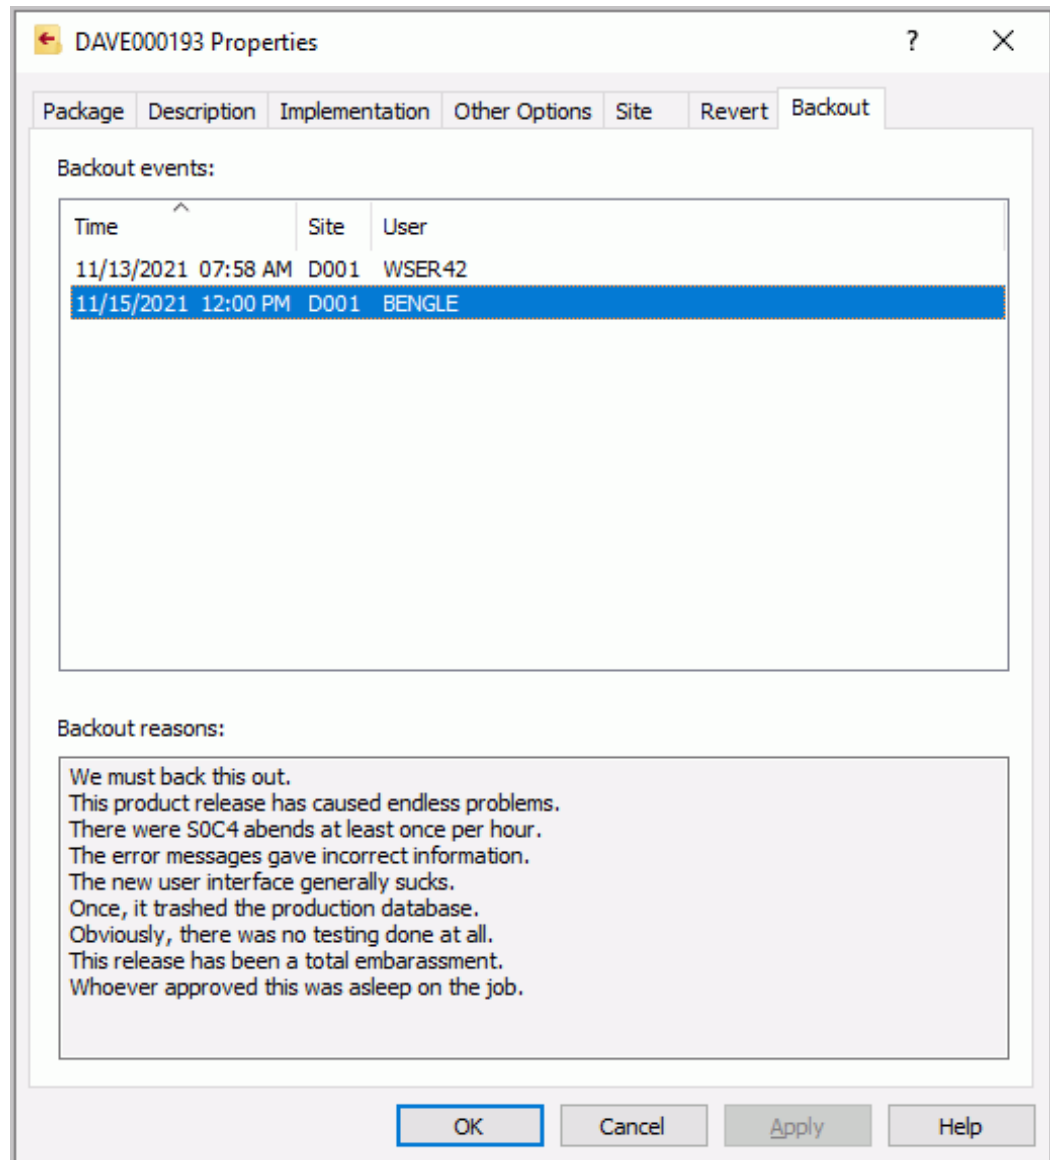 DAVE000193 Properties
?
Package Description Implementation Other Options Site Revert Backout
Backout events:
Time Site User
11/13/2021 07:58 AM D001 WSER42
11/15/2021 12:00 PM D001 BENGLE
Backout reasons:
We must back this out.
This product release has caused endless problems.
There were S0C4 abends at least once per hour.
The error messages gave incorrect information.
The new user interface generally sucks.
Once, it trashed the production database.
Obviously, there was no testing done at all.
This release has been a total embarassment.
Whoever approved this was asleep on the job.
OK Cancel Apply Help